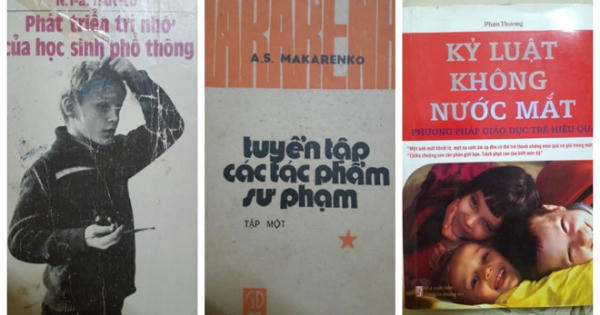 Phát triển trí nhớ
của học sinh phổ thông
A.S. MAKARENKO
tuyển tập
các tác phẩm
sư phạm
TẬP MỘT
Phan Thương
KỶ LUẬT
KHÔNG
NƯỚC MẮT
PHƯƠNG PHÁP GIÁO DỤC TRẺ HIỆU QUẢ